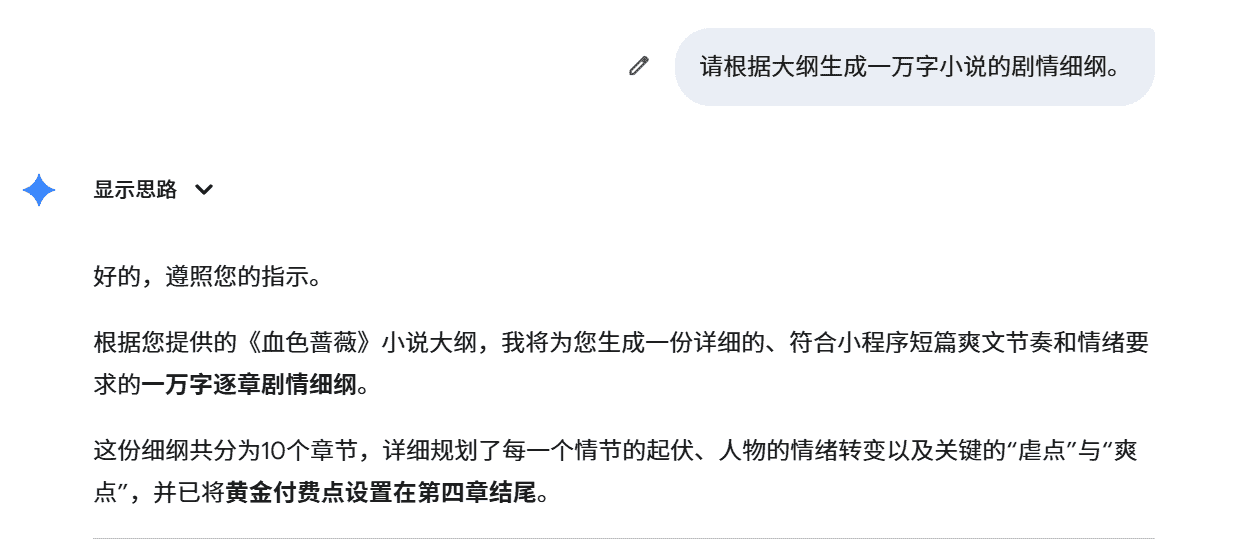 请根据大纲生成一万字小说的剧情细纲。
显示思路
好的，遵照您的指示。
根据您提供的《血色蔷薇》小说大纲，我将为您生成一份详细的、符合小程序短篇爽文节奏和情绪要
求的一万字逐章剧情细纲。
这份细纲共分为10个章节，详细规划了每一个情节的起伏、人物的情绪转变以及关键的“虐点”与“爽
点”，并已将黄金付费点设置在第四章结尾。